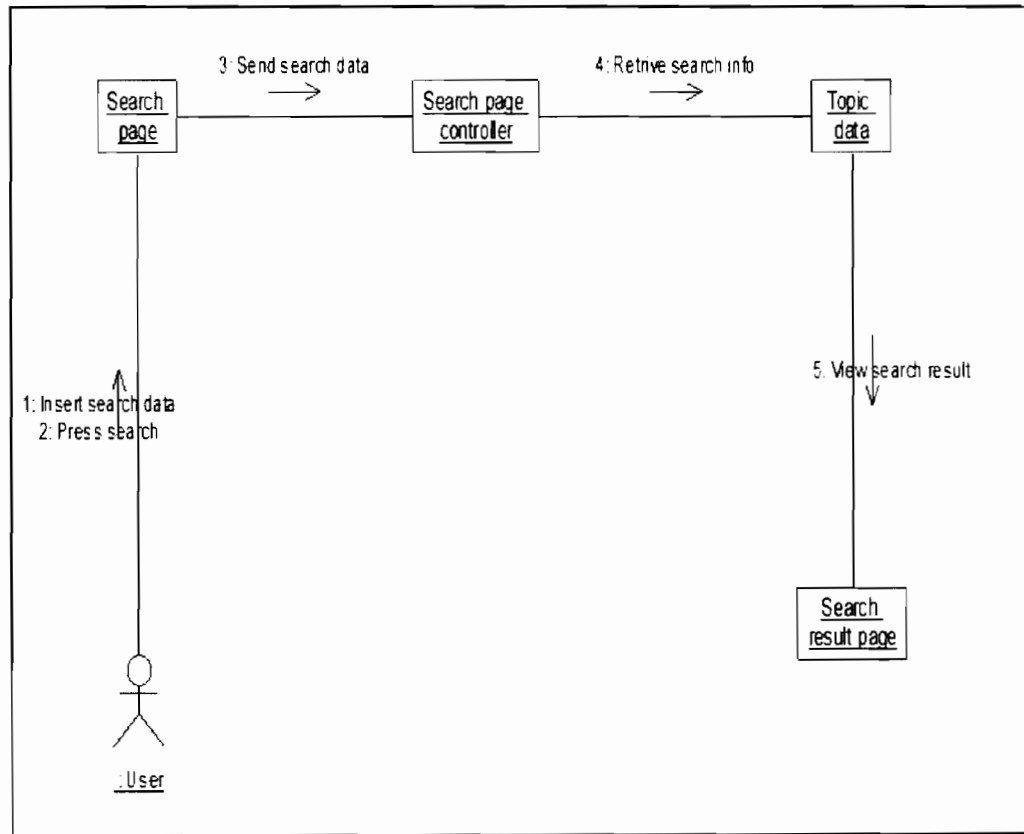 3: Send search data
4: Retrive search info
Search
page
Search page
controller
Topic
data
5. View search result
1: Insert search data
2: Press search
Search
result page
: User